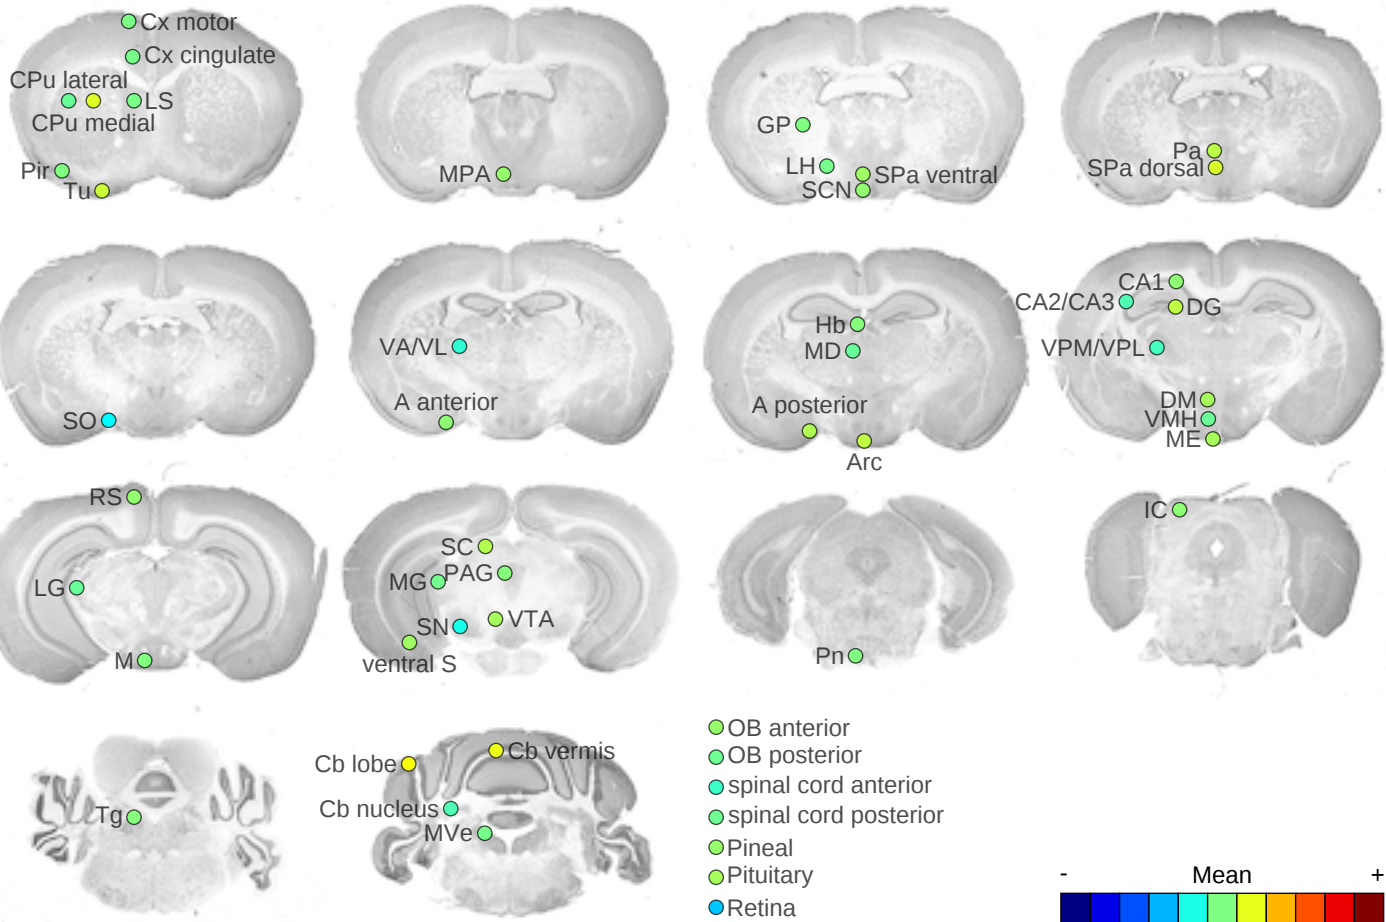 Cx motor
Cx cingulate
CPu lateral
LS
CPu medial
Pir
Tu
MPA
GP
LH
SPa ventral
SCN
Pa
SPa dorsal
SO
VA/VL
A anterior
Hb
MD
A posterior
Arc
CA1
CA2/CA3
DG
VPM/VPL
DM
VMH
ME
RS
LG
M
SC
MG
PAG
SN
VTA
ventral S
Pn
IC
Tg
Cb lobe
Cb vermis
Cb nucleus
MVe
OB anterior
OB posterior
spinal cord anterior
spinal cord posterior
Pineal
Pituitary
Retina
- Mean +